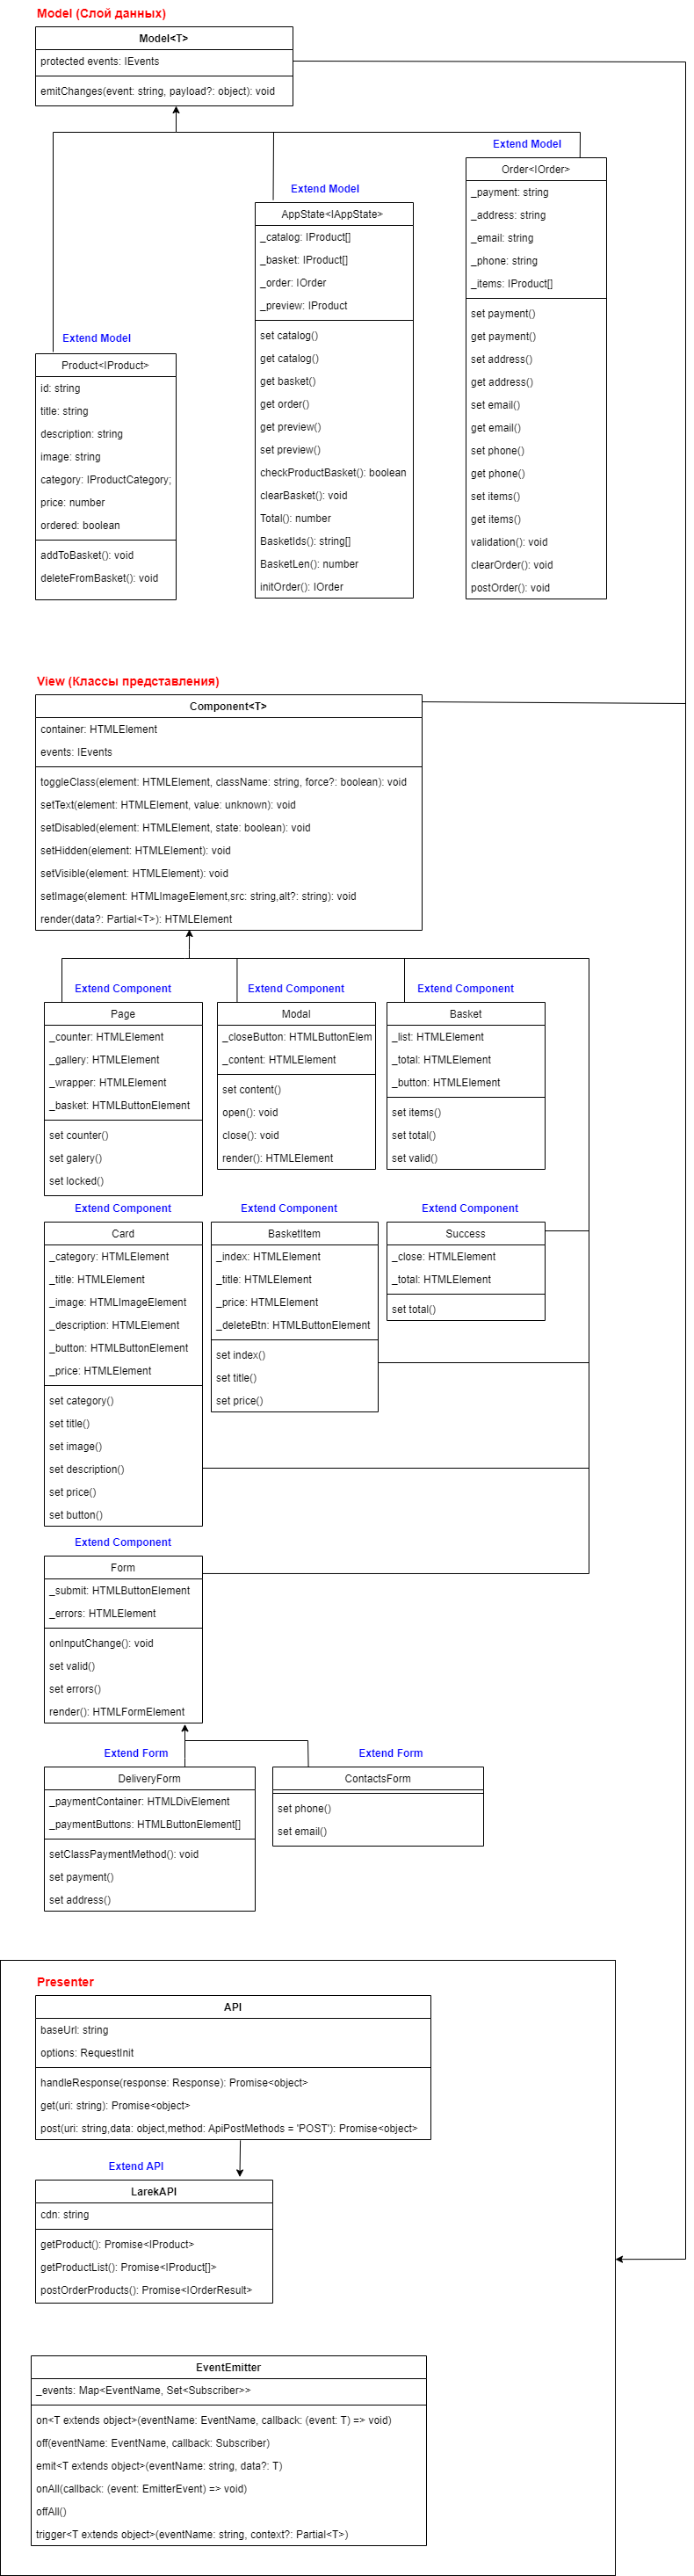 Model (Слой данных)
Model<T>
protected events: IEvents
emitChanges(event: string, payload?: object): void
Extend Model
Order<IOrder>
_payment: string
_address: string
_email: string
_phone: string
_items: IProduct[]
set payment()
get payment()
set address()
get address()
set email()
get email()
set phone()
get phone()
set items()
get items()
validation(): void
clearOrder(): void
postOrder(): void
Extend Model
AppState<IAppState>
_catalog: IProduct[]
_basket: IProduct[]
_order: IOrder
_preview: IProduct
set catalog()
get catalog()
get basket()
get order()
get preview()
set preview()
checkProductBasket(): boolean
clearBasket(): void
Total(): number
BasketIds(): string[]
BasketLen(): number
initOrder(): IOrder
Extend Model
Product<IProduct>
id: string
title: string
description: string
image: string
category: IProductCategory;
price: number
ordered: boolean
addToBasket(): void
deleteFromBasket(): void
View (Классы представления)
Component<T>
container: HTMLElement
events: IEvents
toggleClass(element: HTMLElement, className: string, force?: boolean): void
setText(element: HTMLElement, value: unknown): void
setDisabled(element: HTMLElement, state: boolean): void
setHidden(element: HTMLElement): void
setVisible(element: HTMLElement): void
setImage(element: HTMLImageElement,src: string,alt?: string): void
render(data?: Partial<T>): HTMLElement
Extend Component
Page
_counter: HTMLElement
_gallery: HTMLElement
_wrapper: HTMLElement
_basket: HTMLButtonElement
set counter()
set galery()
set locked()
Extend Component
Modal
_closeButton: HTMLButtonElem
_content: HTMLElement
set content()
open(): void
close(): void
render(): HTMLElement
Extend Component
Basket
_list: HTMLElement
_total: HTMLElement
_button: HTMLElement
set items()
set total()
set valid()
Extend Component
Card
_category: HTMLElement
_title: HTMLElement
_image: HTMLImageElement
_description: HTMLElement
_button: HTMLButtonElement
_price: HTMLElement
set category()
set title()
set image()
set description()
set price()
set button()
Extend Component
BasketItem
_index: HTMLElement
_title: HTMLElement
_price: HTMLElement
_deleteBtn: HTMLButtonElement
set index()
set title()
set price()
Extend Component
Success
_close: HTMLElement
_total: HTMLElement
set total()
Extend Component
Form
_submit: HTMLButtonElement
_errors: HTMLElement
onInputChange(): void
set valid()
set errors()
render(): HTMLFormElement
Extend Form
DeliveryForm
_paymentContainer: HTMLDivElement
_paymentButtons: HTMLButtonElement[]
setClassPaymentMethod(): void
set payment()
set address()
Extend Form
ContactsForm
set phone()
set email()
Presenter
API
baseUrl: string
options: RequestInit
handleResponse(response: Response): Promise<object>
get(uri: string): Promise<object>
post(uri: string,data: object,method: ApiPostMethods = 'POST'): Promise<object>
Extend API
LarekAPI
cdn: string
getProduct(): Promise<IProduct>
getProductList(): Promise<IProduct[]>
postOrderProducts(): Promise<IOrderResult>
EventEmitter
_events: Map<EventName, Set<Subscriber>>
on<T extends object>(eventName: EventName, callback: (event: T) => void)
off(eventName: EventName, callback: Subscriber)
emit<T extends object>(eventName: string, data?: T)
onAll(callback: (event: EmitterEvent) => void)
offAll()
trigger<T extends object>(eventName: string, context?: Partial<T>)